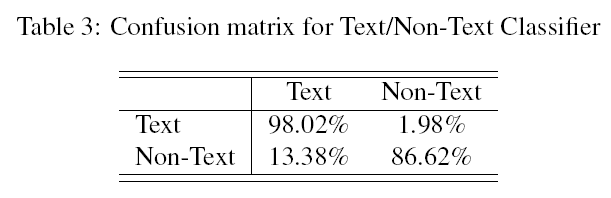 Table 3: Confusion matrix for Text/Non-Text Classifier
Text Non-Text
Text 98.02% 1.98%
Non-Text 13.38% 86.62%